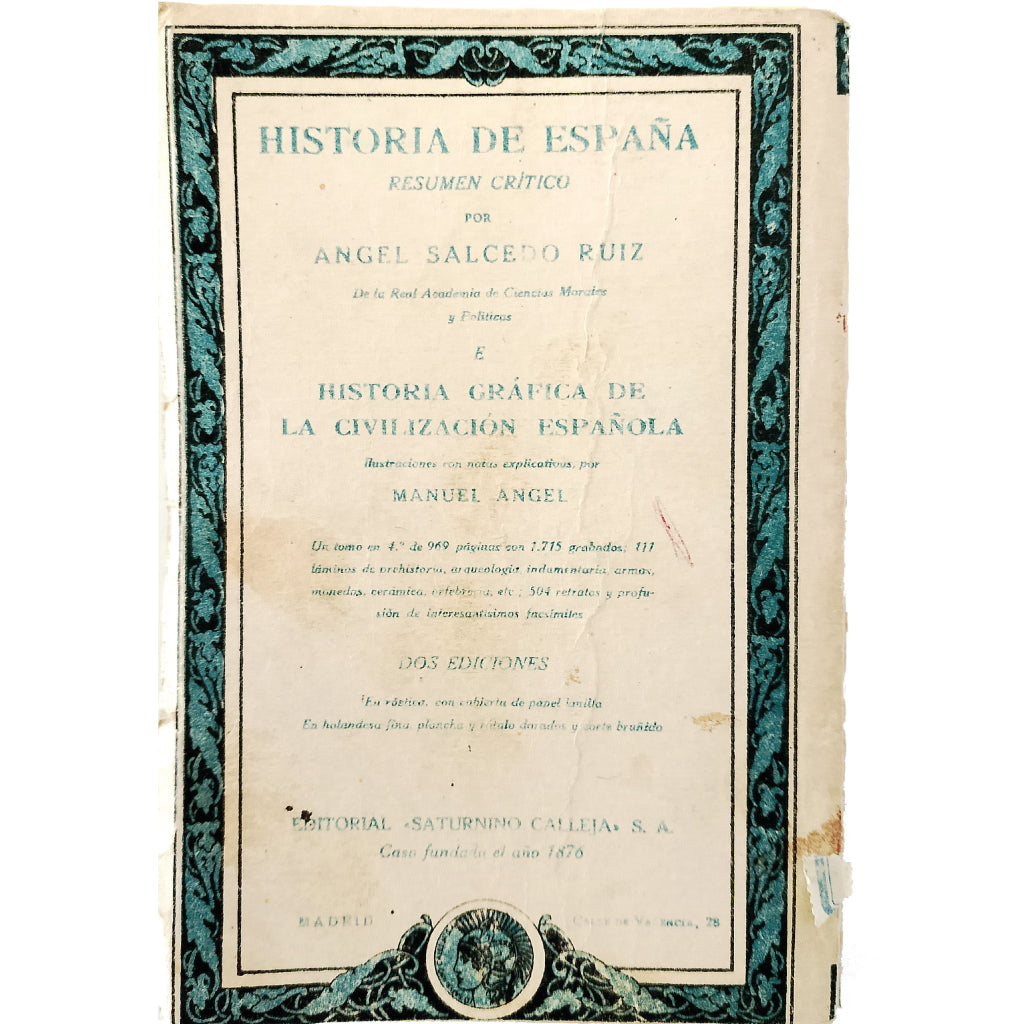 HISTORIA DE ESPAÑA
RESUMEN CRÍTICO
POR
ANGEL SALCEDO RUIZ
De la Real Academia de Ciencias Morales
y Políticas
E
HISTORIA GRÁFICA DE
LA CIVILIZACIÓN ESPAÑOLA
Ilustraciones con notas explicativas, por
MANUEL ANGEL
Un tomo en 4.º de 969 páginas con 1.715 grabados; 111
láminas de prehistoria, arqueología, indumentaria, armas,
monedas, cerámica, orfebrería, etc.; 504 retratos y profu-
sión de interesantísimos facsímiles
DOS EDICIONES
En rústica, con cubierta de papel
En holandesa fina, plancha y rótulo dorados y corte bruñido
EDITORIAL «SATURNINO CALLEJA» S. A.
Casa fundada el año 1876
MADRID
CALLE DE VALENCIA, 28